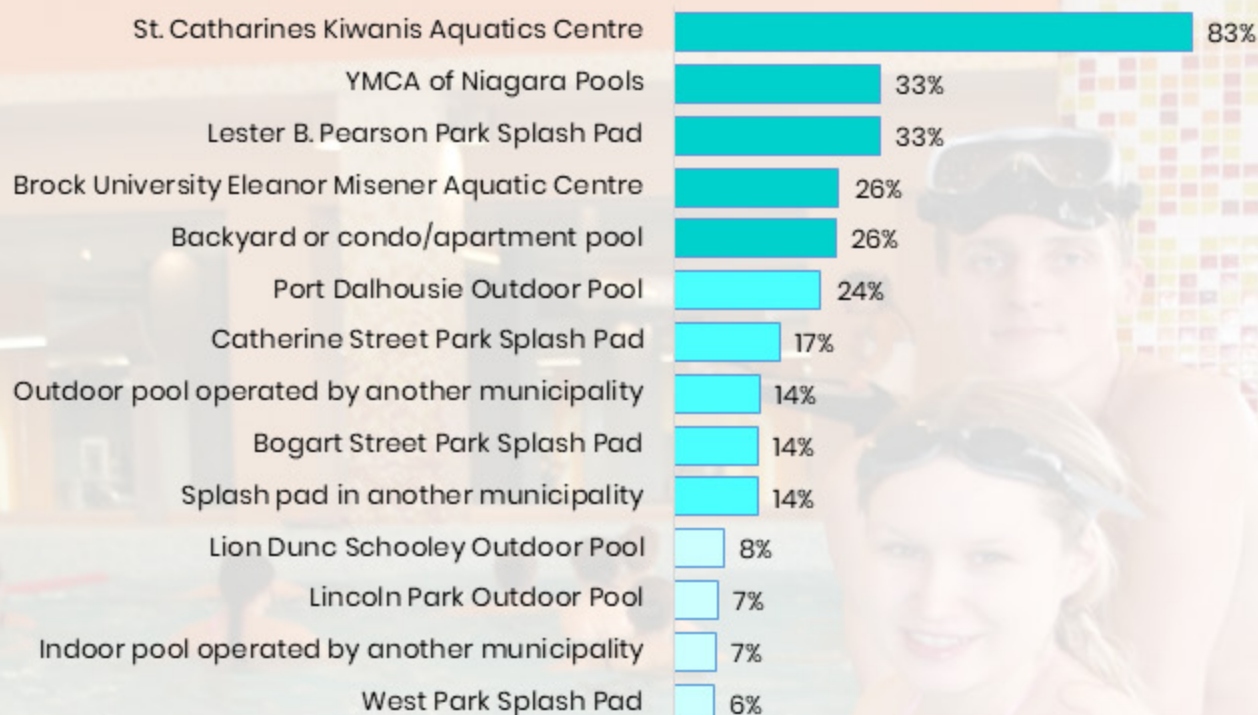 St. Catharines Kiwanis Aquatics Centre 83%
YMCA of Niagara Pools 33%
Lester B. Pearson Park Splash Pad 33%
Brock University Eleanor Misener Aquatic Centre 26%
Backyard or condo/apartment pool 26%
Port Dalhousie Outdoor Pool 24%
Catherine Street Park Splash Pad 17%
Outdoor pool operated by another municipality 14%
Bogart Street Park Splash Pad 14%
Splash pad in another municipality 14%
Lion Dunc Schooley Outdoor Pool 8%
Lincoln Park Outdoor Pool 7%
Indoor pool operated by another municipality 7%
West Park Splash Pad 6%